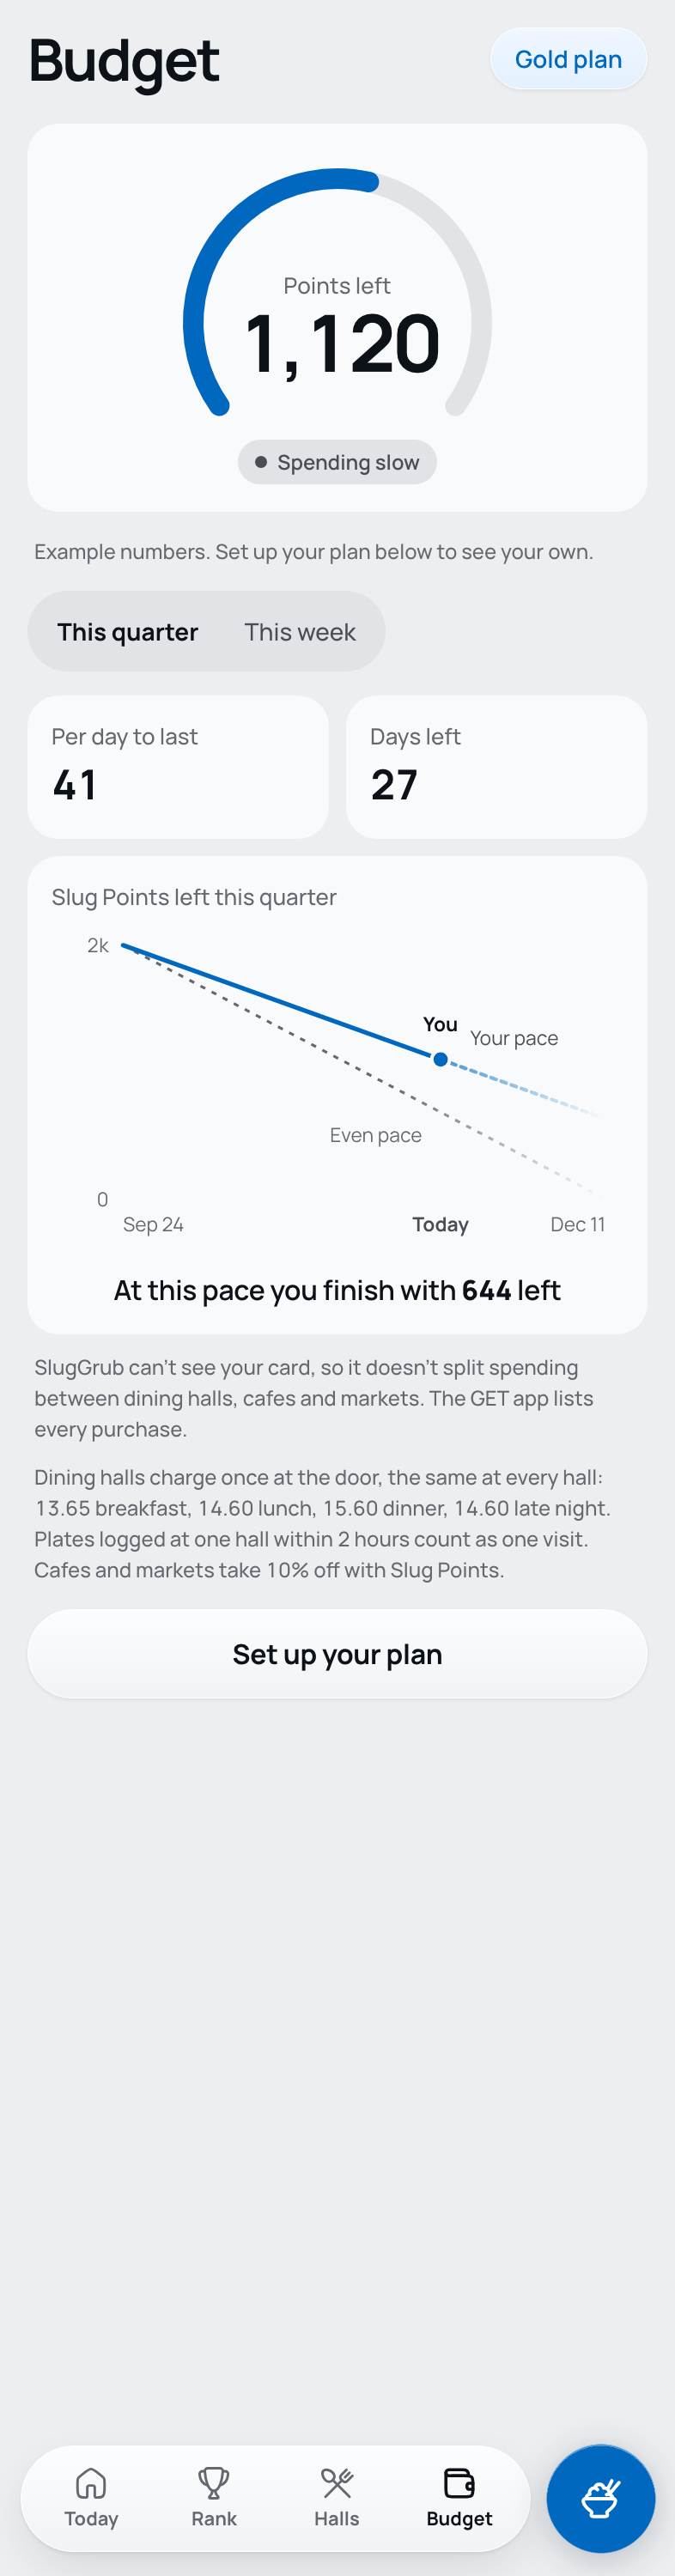 Budget
Gold plan
Points left
1,120
Spending slow
Example numbers. Set up your plan below to see your own.
This quarter
This week
Per day to last
41
Days left
27
Slug Points left this quarter
2k
You
Your pace
Even pace
0
Sep 24
Today
Dec 11
At this pace you finish with 644 left
SlugGrub can't see your card, so it doesn't split spending
between dining halls, cafes and markets. The GET app lists
every purchase.
Dining halls charge once at the door, the same at every hall:
13.65 breakfast, 14.60 lunch, 15.60 dinner, 14.60 late night.
Plates logged at one hall within 2 hours count as one visit.
Cafes and markets take 10% off with Slug Points.
Set up your plan
Today
Rank
Halls
Budget